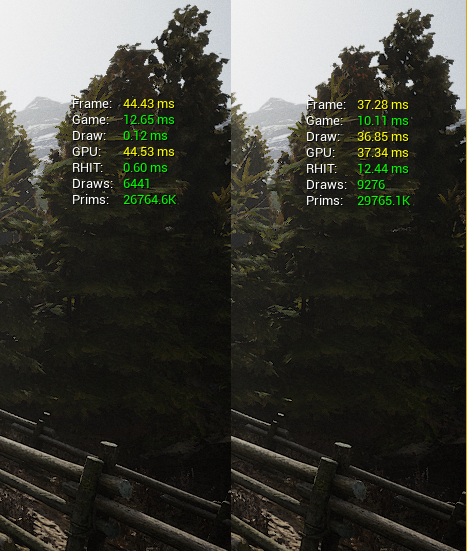 Frame: 44.43 ms
Game: 12.65 ms
Draw: 0.12 ms
GPU: 44.53 ms
RHIT: 0.60 ms
Draws: 6441
Prims: 26764.6K
Frame: 37.28 ms
Game: 10.11 ms
Draw: 36.85 ms
GPU: 37.34 ms
RHIT: 12.44 ms
Draws: 9276
Prims: 29765.1K